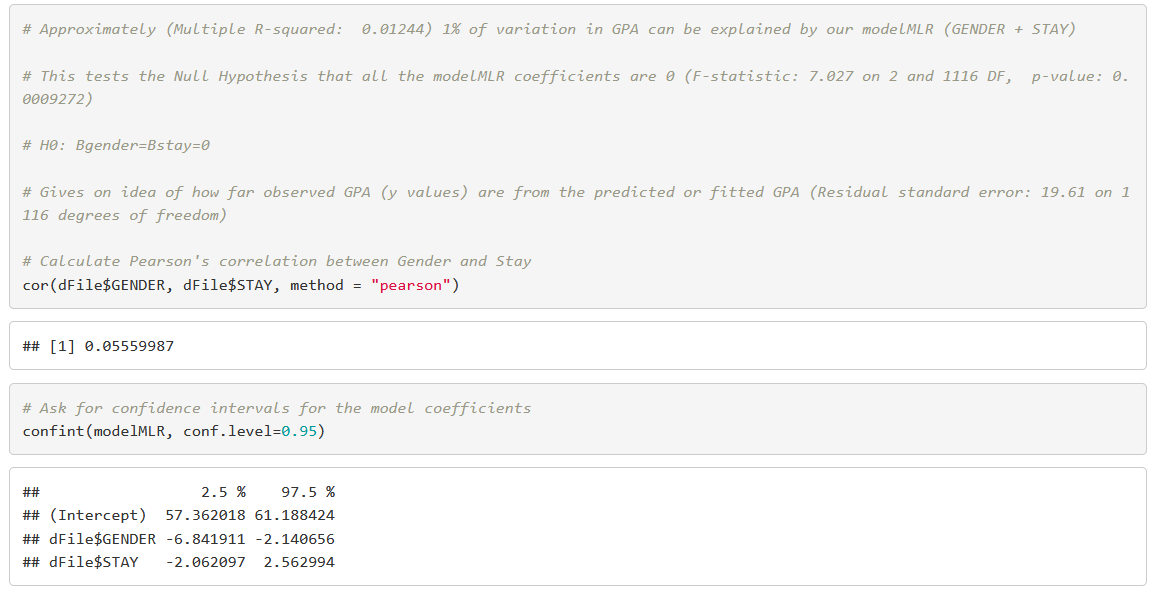 # Approximately (Multiple R-squared:  0.01244) 1% of variation in GPA can be explained by our modelMLR (GENDER + STAY)
# This tests the Null Hypothesis that all the modelMLR coefficients are 0 (F-statistic: 7.027 on 2 and 1116 DF,  p-value: 0.
0009272)
# H0: Bgender=Bstay=0
# Gives on idea of how far observed GPA (y values) are from the predicted or fitted GPA (Residual standard error: 19.61 on 1
116 degrees of freedom)
# Calculate Pearson's correlation between Gender and Stay
cor(dFile$GENDER, dFile$STAY, method = "pearson")
## [1] 0.05559987
# Ask for confidence intervals for the model coefficients
confint(modelMLR, conf.level=0.95)
##                  2.5 %    97.5 %
## (Intercept)  57.362018 61.188424
## dFile$GENDER -6.841911 -2.140656
## dFile$STAY   -2.062097  2.562994